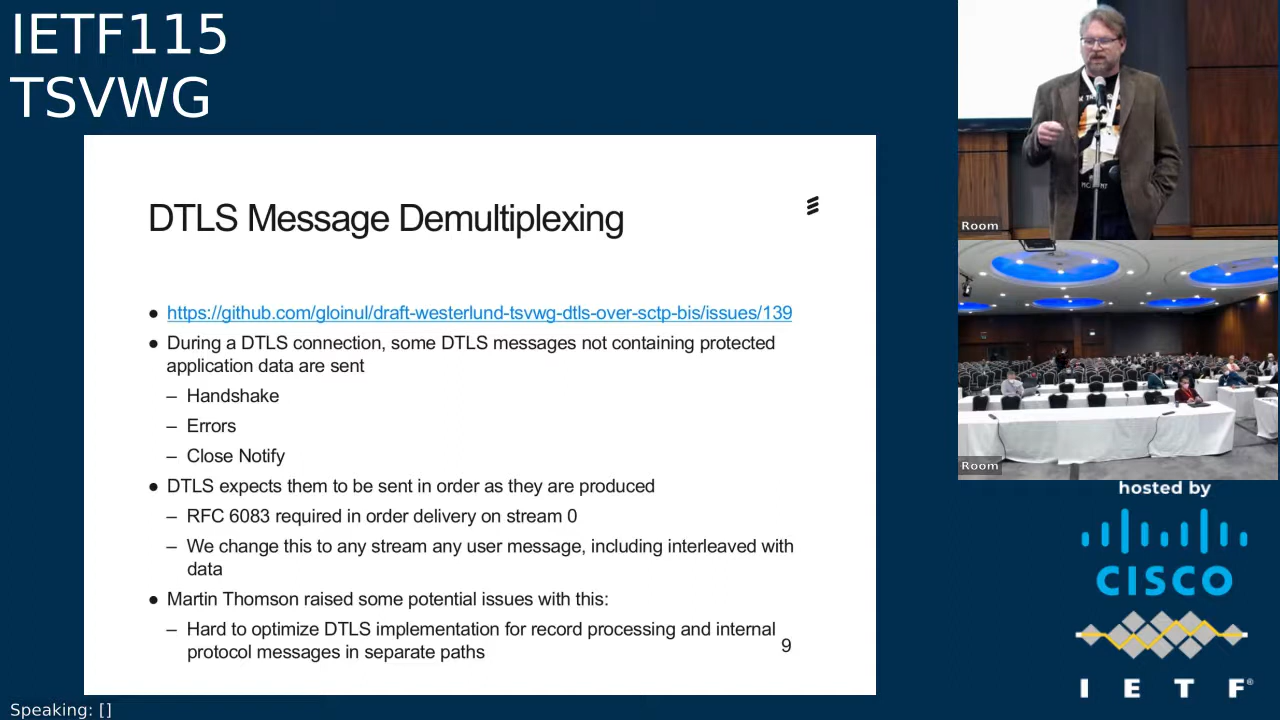 IETF115
TSVWG
DTLS Message Demultiplexing
● https://github.com/gloinul/draft-westerlund-tsvwg-dtls-over-sctp-bis/issues/139
● During a DTLS connection, some DTLS messages not containing protected
application data are sent
– Handshake
– Errors
– Close Notify
● DTLS expects them to be sent in order as they are produced
– RFC 6083 required in order delivery on stream 0
– We change this to any stream any user message, including interleaved with
data
● Martin Thomson raised some potential issues with this:
– Hard to optimize DTLS implementation for record processing and internal
protocol messages in separate paths
9
Room
Room
hosted by
CISCO
I E T F®
Speaking: []